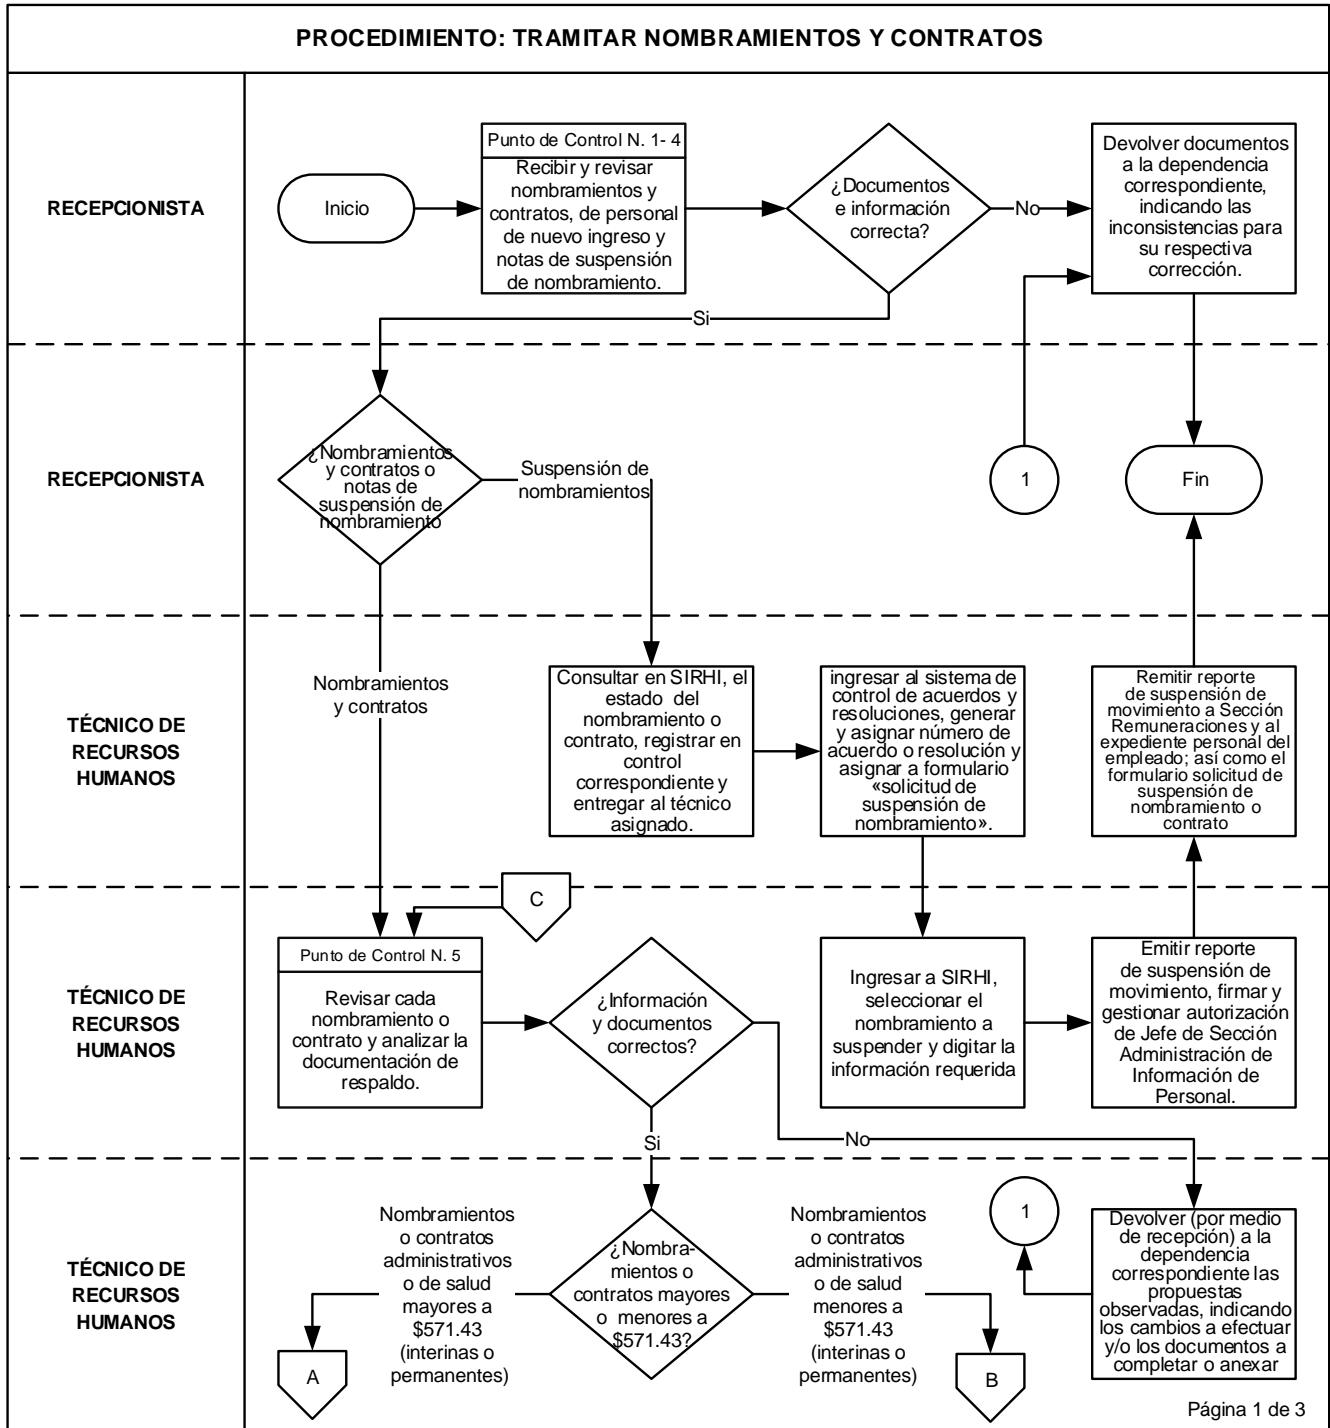 PROCEDIMIENTO: TRAMITAR NOMBRAMIENTOS Y CONTRATOS
RECEPCIONISTA
Inicio
Punto de Control N. 1- 4
Recibir y revisar
nombramientos y
contratos, de personal
de nuevo ingreso y
notas de suspensión
de nombramiento.
¿Documentos
e información
correcta?
No
Devolver documentos
a la dependencia
correspondiente,
indicando las
inconsistencias para
su respectiva
corrección.
Si
RECEPCIONISTA
¿Nombramientos
y contratos o
notas de
suspensión de
nombramiento
Suspensión de
nombramientos
1
Fin
TÉCNICO DE
RECURSOS
HUMANOS
Nombramientos
y contratos
Consultar en SIRHI, el
estado del
nombramiento o
contrato, registrar en
control
correspondiente y
entregar al técnico
asignado.
ingresar al sistema de
control de acuerdos y
resoluciones, generar
y asignar número de
acuerdo o resolución y
asignar a formulario
«solicitud de
suspensión de
nombramiento».
Remitir reporte
de suspensión de
movimiento a Sección
Remuneraciones y al
expediente personal del
empleado; así como el
formulario solicitud de
suspensión de
nombramiento o
contrato
C
TÉCNICO DE
RECURSOS
HUMANOS
Punto de Control N. 5
Revisar cada
nombramiento o
contrato y analizar la
documentación de
respaldo.
¿Información
y documentos
correctos?
Ingresar a SIRHI,
seleccionar el
nombramiento a
suspender y digitar la
información requerida
Emitir reporte
de suspensión de
movimiento, firmar y
gestionar autorización
de Jefe de Sección
Administración de
Información de
Personal.
Si
No
TÉCNICO DE
RECURSOS
HUMANOS
Nombramientos
o contratos
administrativos
o de salud
mayores a
$571.43
(interinas o
permanentes)
A
¿Nombra-
mientos o
contratos mayores
o menores a
$571.43?
Nombramientos
o contratos
administrativos
o de salud
menores a
$571.43
(interinas o
permanentes)
B
1
Devolver (por medio
de recepción) a la
dependencia
correspondiente las
propuestas
observadas, indicando
los cambios a efectuar
y/o los documentos a
completar o anexar
Página 1 de 3